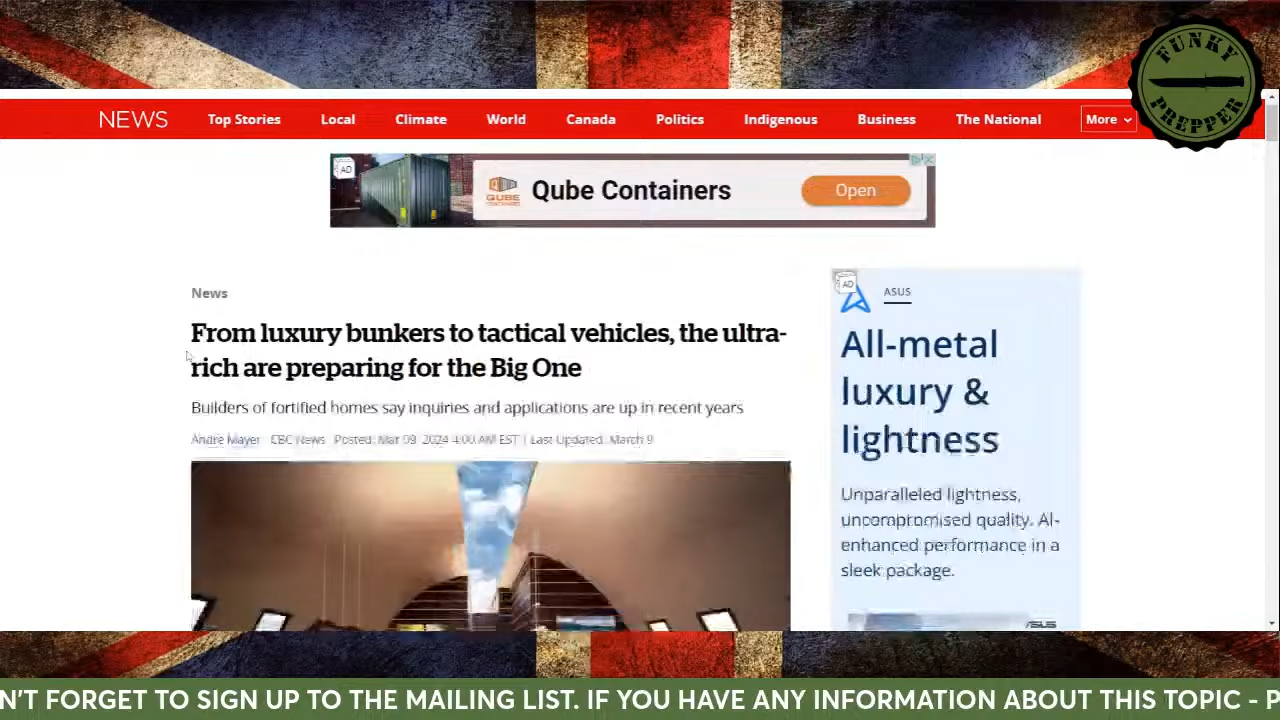 FUNKY
PREPPER
NEWS Top Stories Local Climate World Canada Politics Indigenous Business The National More
AD
QUBE
Qube Containers
Open
News
From luxury bunkers to tactical vehicles, the ultra-
rich are preparing for the Big One
Builders of fortified homes say inquiries and applications are up in recent years
Andre Mayer CBC News Posted: Mar 09, 2024 4:00 AM EST | Last Updated: March 9
AD
ASUS
All-metal
luxury &
lightness
Unparalleled lightness,
uncompromised quality. AI-
enhanced performance in a
sleek package.
ASUS
N'T FORGET TO SIGN UP TO THE MAILING LIST. IF YOU HAVE ANY INFORMATION ABOUT THIS TOPIC - P